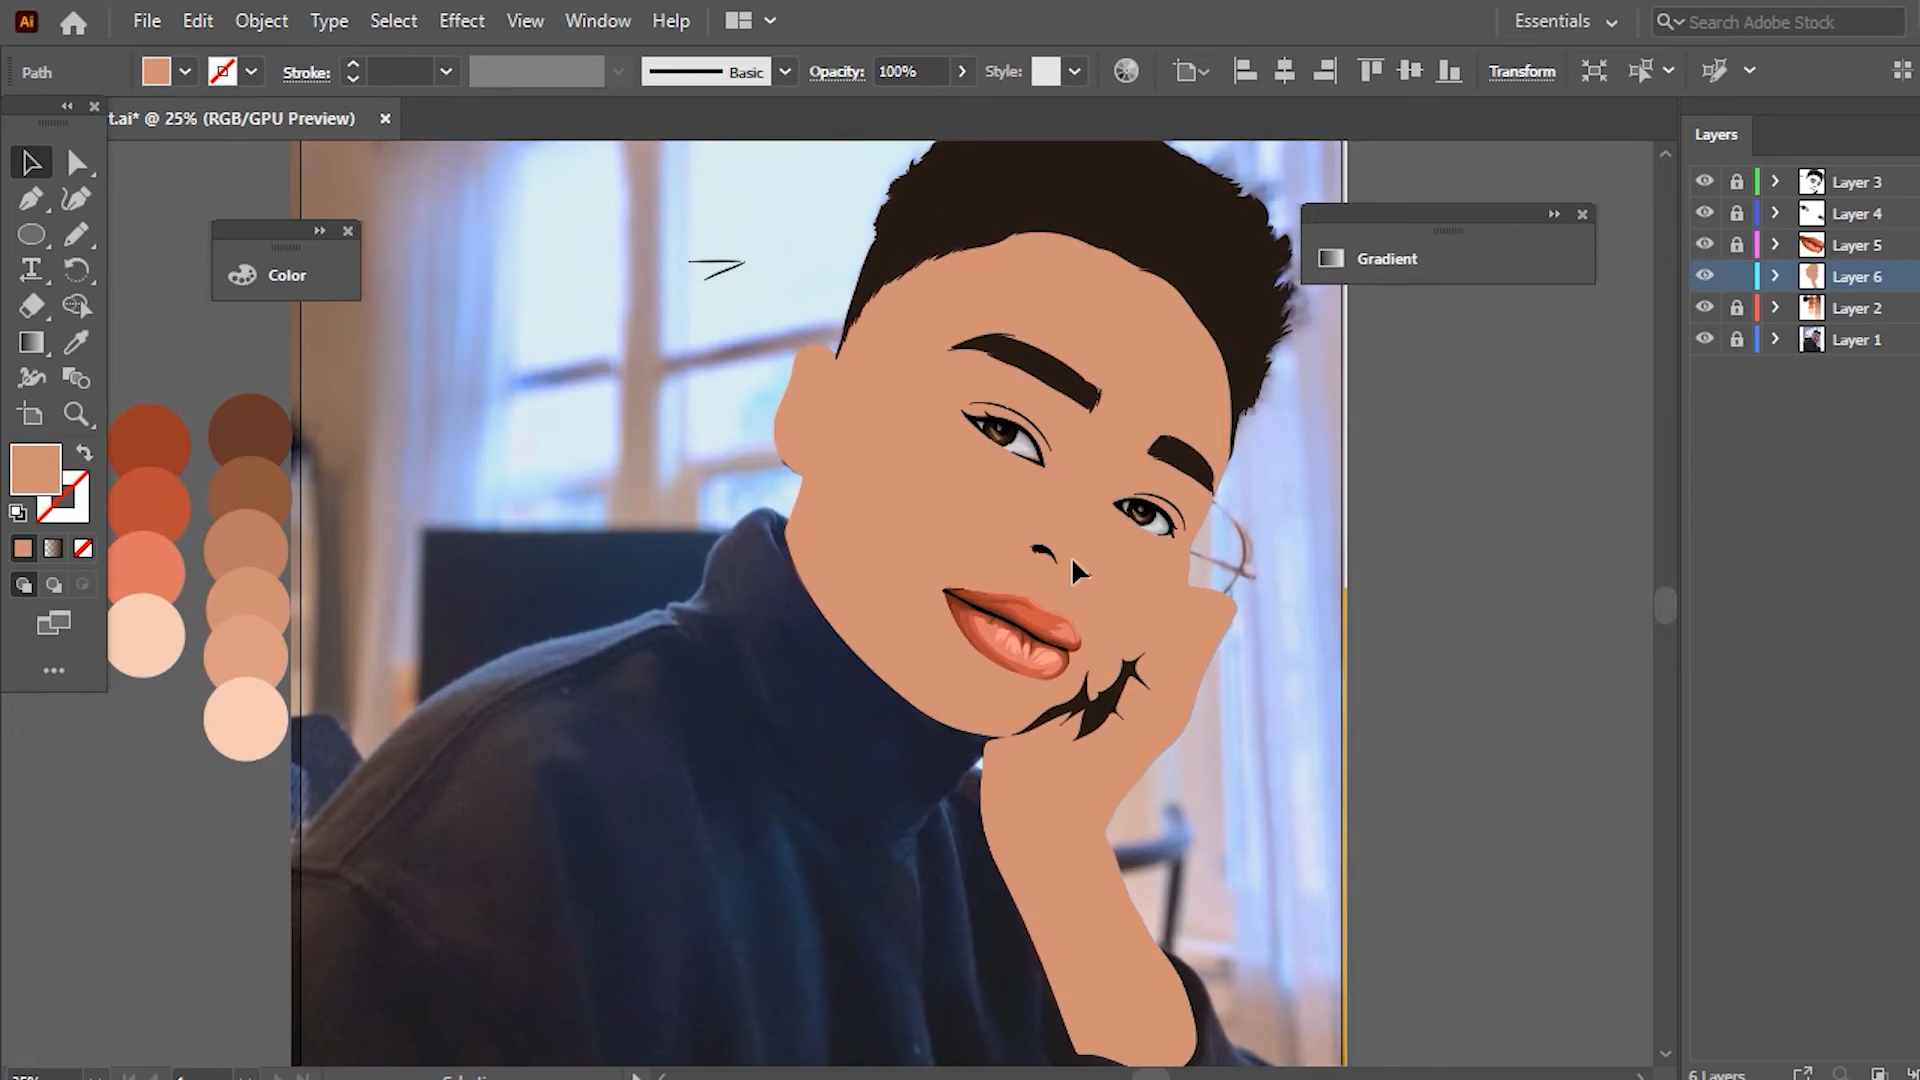 Ai File Edit Object Type Select Effect View Window Help Essentials Search Adobe Stock
Path Stroke: Basic Opacity: 100% Style: Transform
t.ai* @ 25% (RGB/GPU Preview)
Layers
Layer 3
Layer 4
Layer 5
Layer 6
Layer 2
Layer 1
Color
Gradient
6 Layers